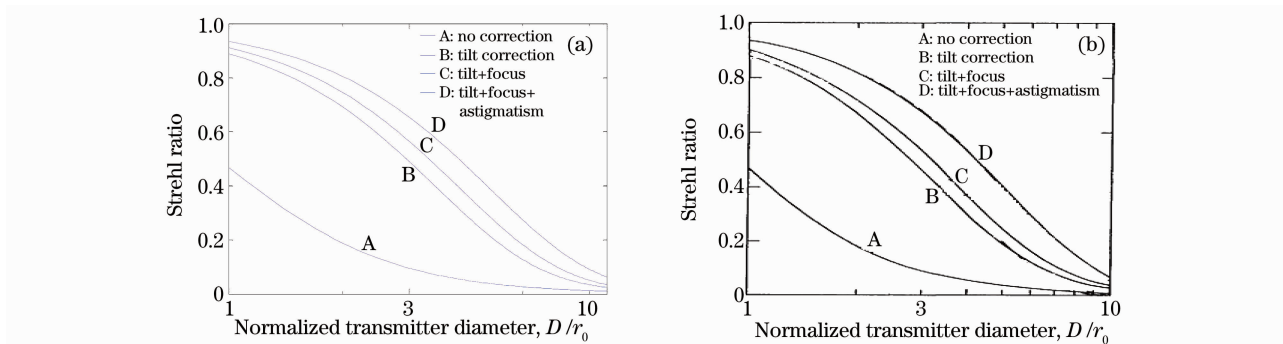 1.0
0.8
0.6
0.4
0.2
0
Strehl ratio
A: no correction
B: tilt correction
C: tilt+focus
D: tilt+focus+
astigmatism
(a)
D
C
B
A
1
3
10
Normalized transmitter diameter, D/r0
1.0
0.8
0.6
0.4
0.2
0
Strehl ratio
A: no correction
B: tilt correction
C: tilt+focus
D: tilt+focus+astigmatism
(b)
D
C
B
A
1
3
10
Normalized transmitter diameter, D/r0